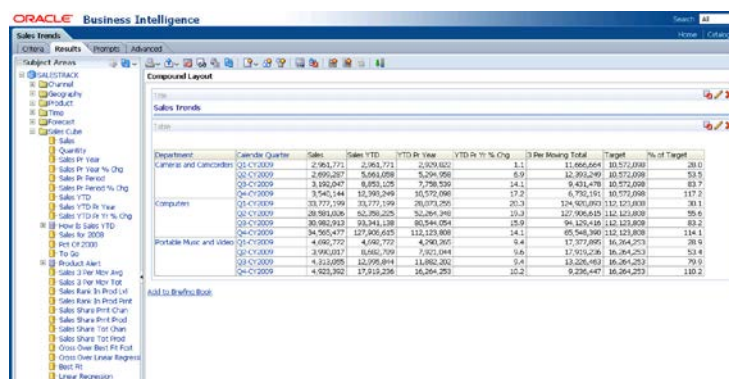 ORACLE Business Intelligence
Search All
Sales Trends
Home Catalog
Criteria Results Prompts Advanced
Subject Areas
Compound Layout
SALESTRACK
Channel
Geography
Product
Time
Forecast
Sales Cube
Sales
Quantity
Sales Pr Year
Sales Pr Year % Chg
Sales Pr Period
Sales Pr Period % Chg
Sales YTD
Sales YTD Pr Year
Sales YTD Pr Yr % Chg
How is Sales YTD
Sales for 2008
Pct Of 2008
To Go
Product Alert
Sales 3 Per Mov Avg
Sales 3 Per Mov Tot
Sales Rank In Prod Lvl
Sales Rank In Prod Prnt
Sales Share Prnt Chan
Sales Share Prnt Prod
Sales Share Tot Chan
Sales Share Tot Prod
Cross Over Best Fit Fcst
Cross Over Linear Regress
Best Fit
Linear Regression
Title
Sales Trends
Table
Department Calendar Quarter Sales Sales YTD YTD Pr Year YTD Pr Yr % Chg 3 Per Moving Total Target % of Target
Cameras and Camcorders Q1-CY2009 2,961,771 2,961,771 2,929,822 1.1 11,666,664 10,572,098 28.0
Q2-CY2009 2,699,287 5,661,058 5,294,958 6.9 12,393,249 10,572,098 53.5
Q3-CY2009 3,192,047 8,853,105 7,758,539 14.1 9,431,478 10,572,098 83.7
Q4-CY2009 3,540,144 12,393,249 10,572,098 17.2 6,732,191 10,572,098 117.2
Computers Q1-CY2009 33,777,199 33,777,199 28,073,255 20.3 124,920,893 112,123,808 30.1
Q2-CY2009 28,581,026 62,358,225 52,264,348 19.3 127,906,615 112,123,808 55.6
Q3-CY2009 30,982,913 93,341,138 80,544,054 15.9 94,129,416 112,123,808 83.2
Q4-CY2009 34,565,477 127,906,615 112,123,808 14.1 65,548,390 112,123,808 114.1
Portable Music and Video Q1-CY2009 4,692,772 4,692,772 4,290,265 9.4 17,377,895 16,264,253 28.9
Q2-CY2009 3,990,017 8,682,789 7,921,044 9.6 17,919,236 16,264,253 53.4
Q3-CY2009 4,313,055 12,995,844 11,882,202 9.4 13,226,463 16,264,253 79.9
Q4-CY2009 4,923,392 17,919,236 16,264,253 10.2 9,236,447 16,264,253 110.2
Add to Briefing Book